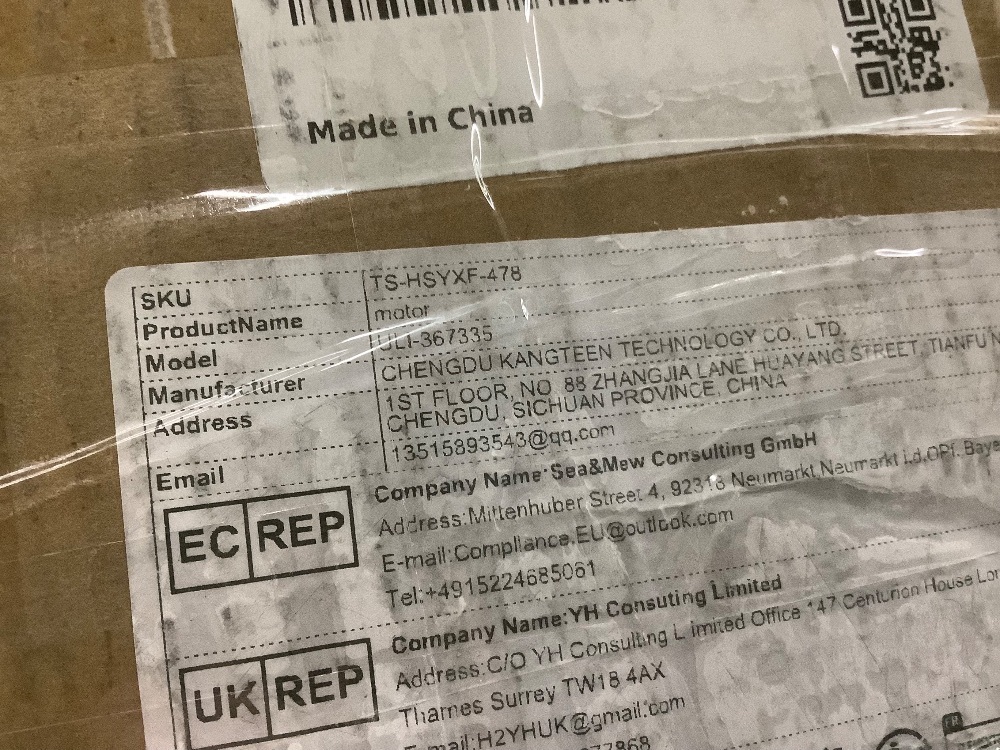 Made in China
SKU TS-HSYXF-478
ProductName motor
Model ULI-367335
Manufacturer CHENGDU KANGTEEN TECHNOLOGY CO., LTD.
Address 1ST FLOOR, NO 88 ZHANGJIA LANE HUAYANG STREET, TIANFU N
CHENGDU, SICHUAN PROVINCE, CHINA
Email 13515893543@qq.com
EC REP
Company Name:Sea&Mew Consulting GmbH
Address:Mittenhuber Street 4, 92318 Neumarkt,Neumarkt i.d.OPf. Baye
E-mail:Compliance.EU@outlook.com
Tel:+4915224685061
UK REP
Company Name:YH Consuting Limited
Address:C/O YH Consulting L imited Office 147 Centurion House Lon
Thames Surrey TW18 4AX
E-mail:H2YHUK@gmail.com
77868
FR